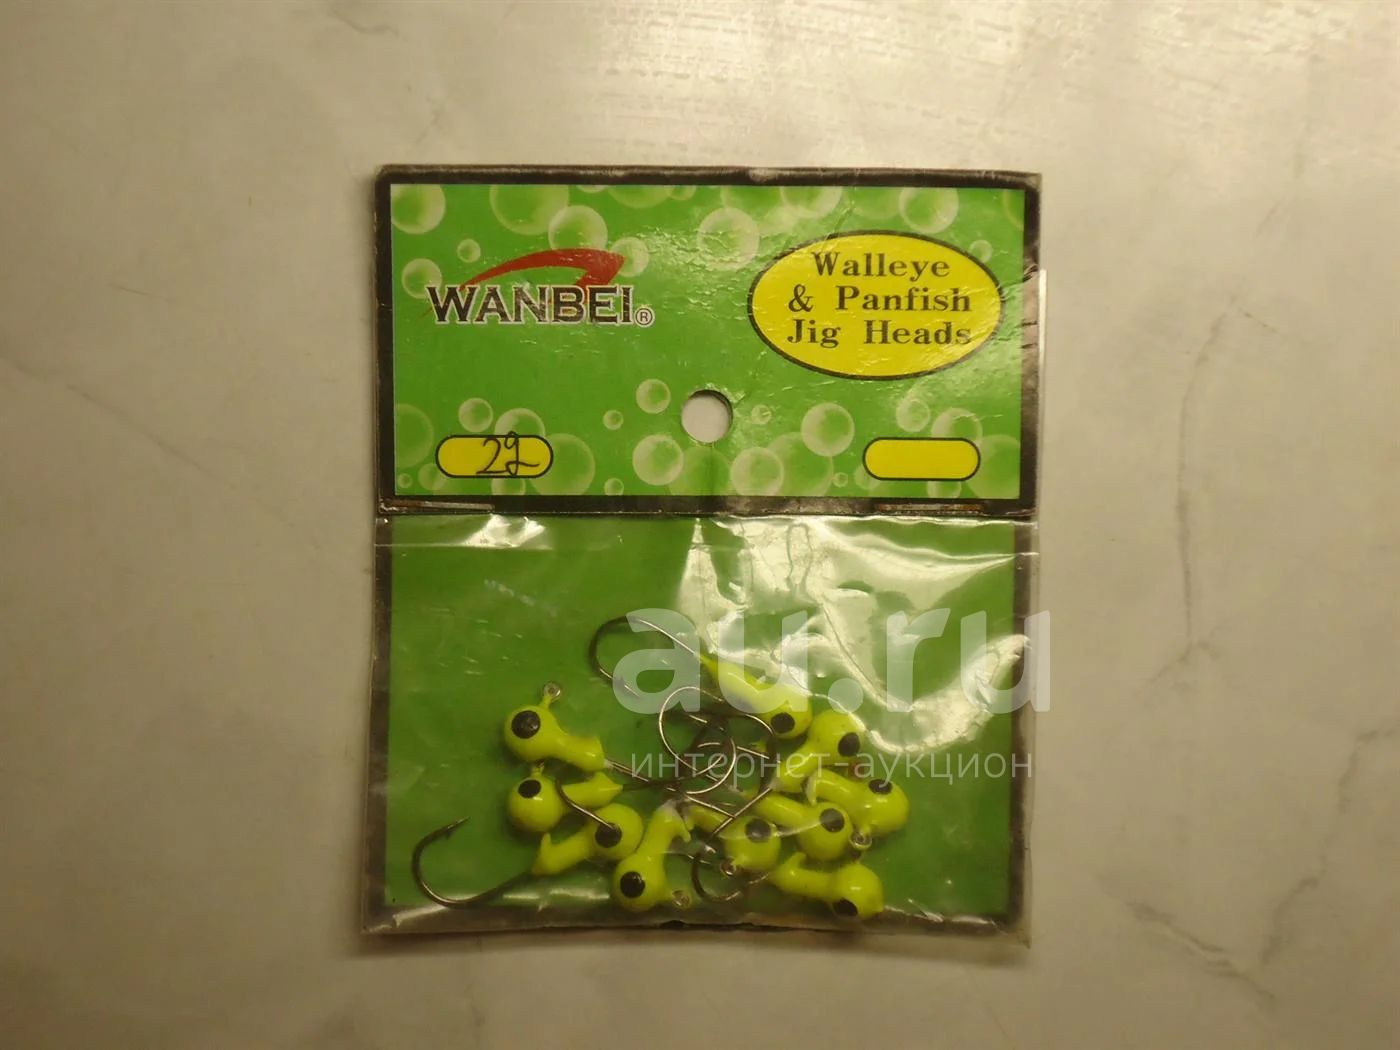 WANBEI®
Walleye
& Panfish
Jig Heads
2g
au.ru
интернет-аукцион